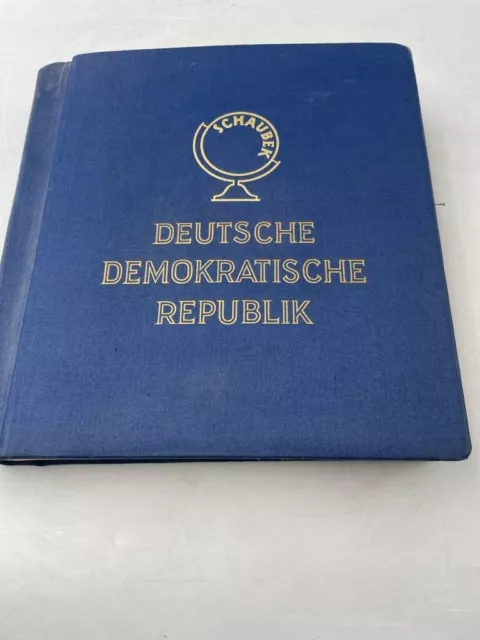 SCHAUBEK
DEUTSCHE
DEMOKRATISCHE
REPUBLIK